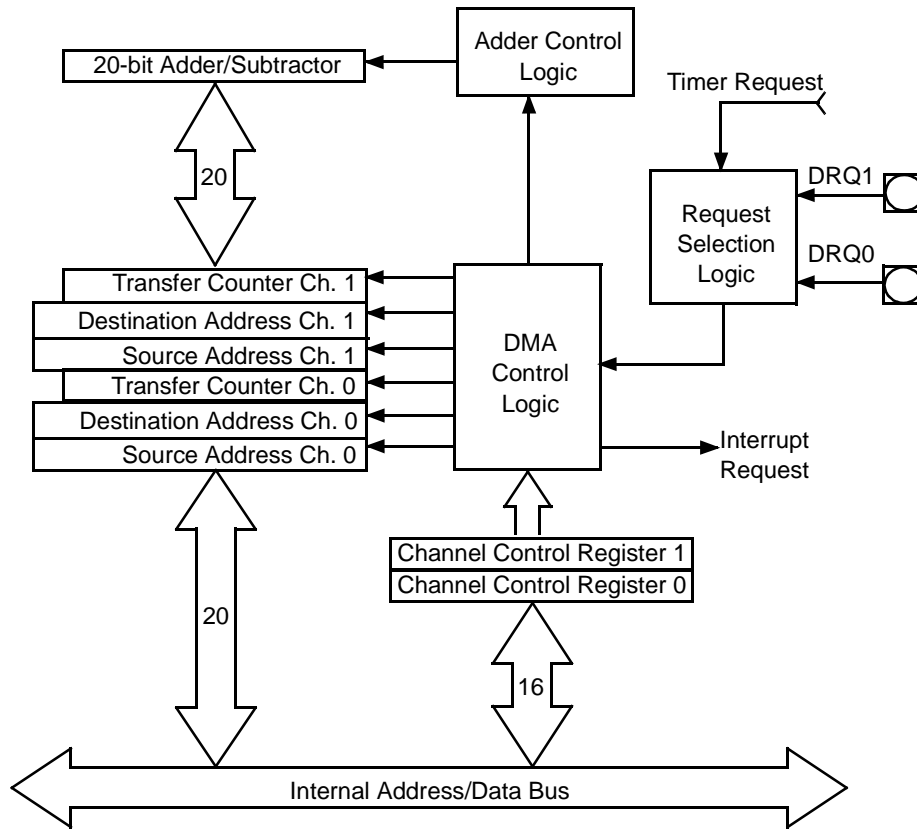 20-bit Adder/Subtractor
Adder Control
Logic
Timer Request
20
DRQ1
Request
Selection
Logic
DRQ0
Transfer Counter Ch. 1
Destination Address Ch. 1
Source Address Ch. 1
Transfer Counter Ch. 0
Destination Address Ch. 0
Source Address Ch. 0
DMA
Control
Logic
Interrupt
Request
Channel Control Register 1
Channel Control Register 0
20
16
Internal Address/Data Bus